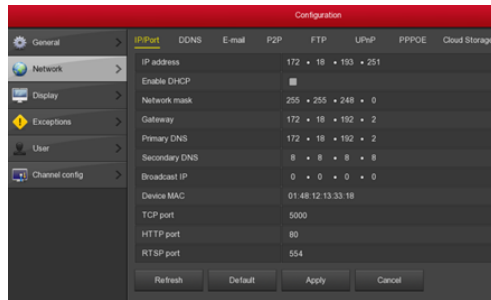 Configuration
General
Network
Display
Exceptions
User
Channel config
IP/Port DDNS E-mail P2P FTP UPnP PPPOE Cloud Storage
IP address 172 • 18 • 193 • 251
Enable DHCP
Network mask 255 • 255 • 248 • 0
Gateway 172 • 18 • 192 • 2
Primary DNS 172 • 18 • 192 • 2
Secondary DNS 8 • 8 • 8 • 8
Broadcast IP 0 • 0 • 0 • 0
Device MAC 01:48:12:13:33:18
TCP port 5000
HTTP port 80
RTSP port 554
Refresh Default Apply Cancel